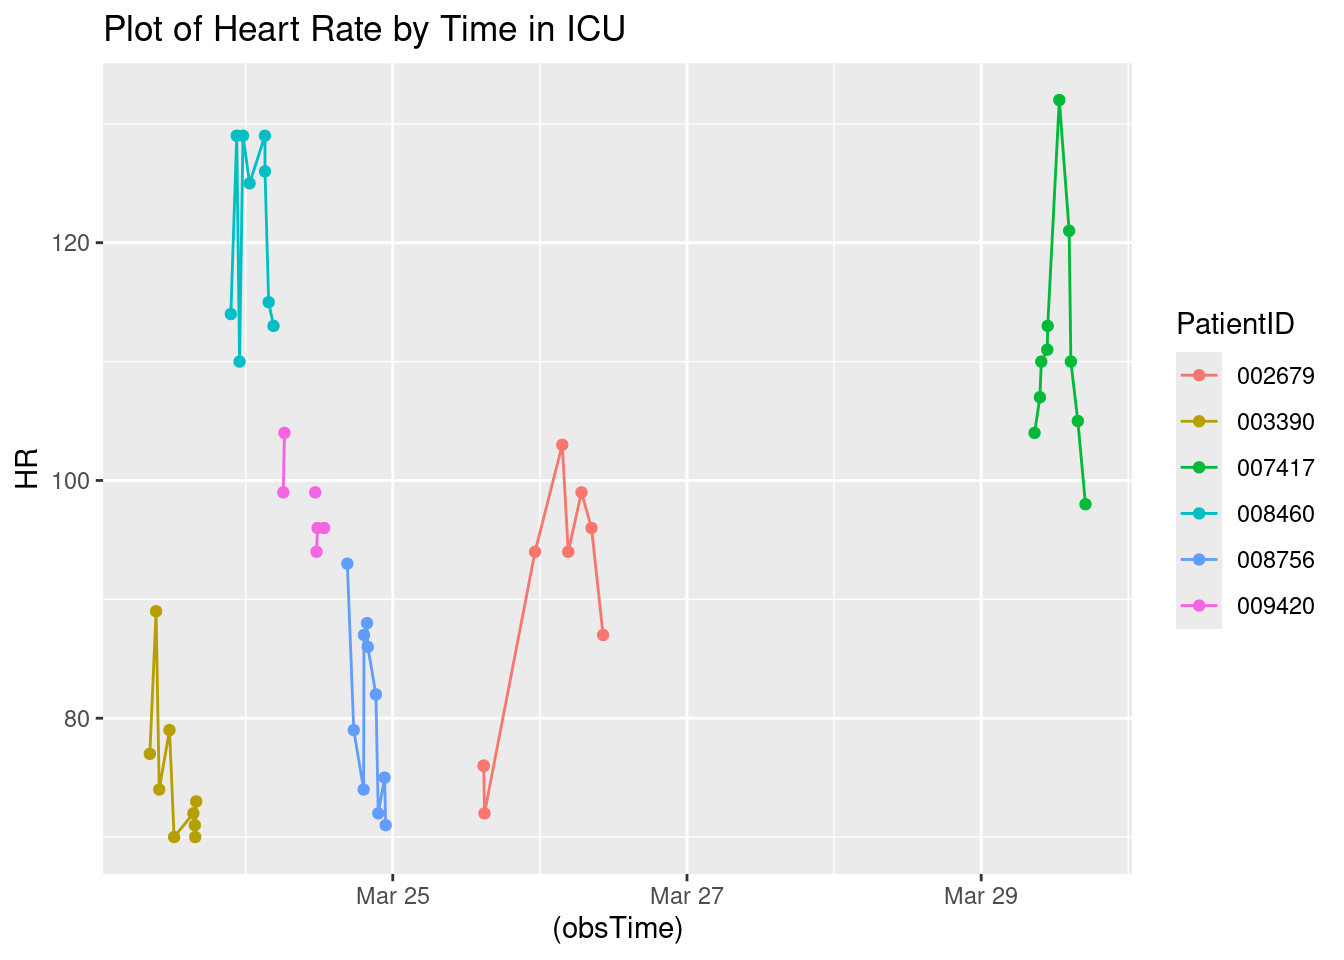 Plot of Heart Rate by Time in ICU
HR
120
100
80
Mar 25
Mar 27
Mar 29
(obsTime)
PatientID
002679
003390
007417
008460
008756
009420